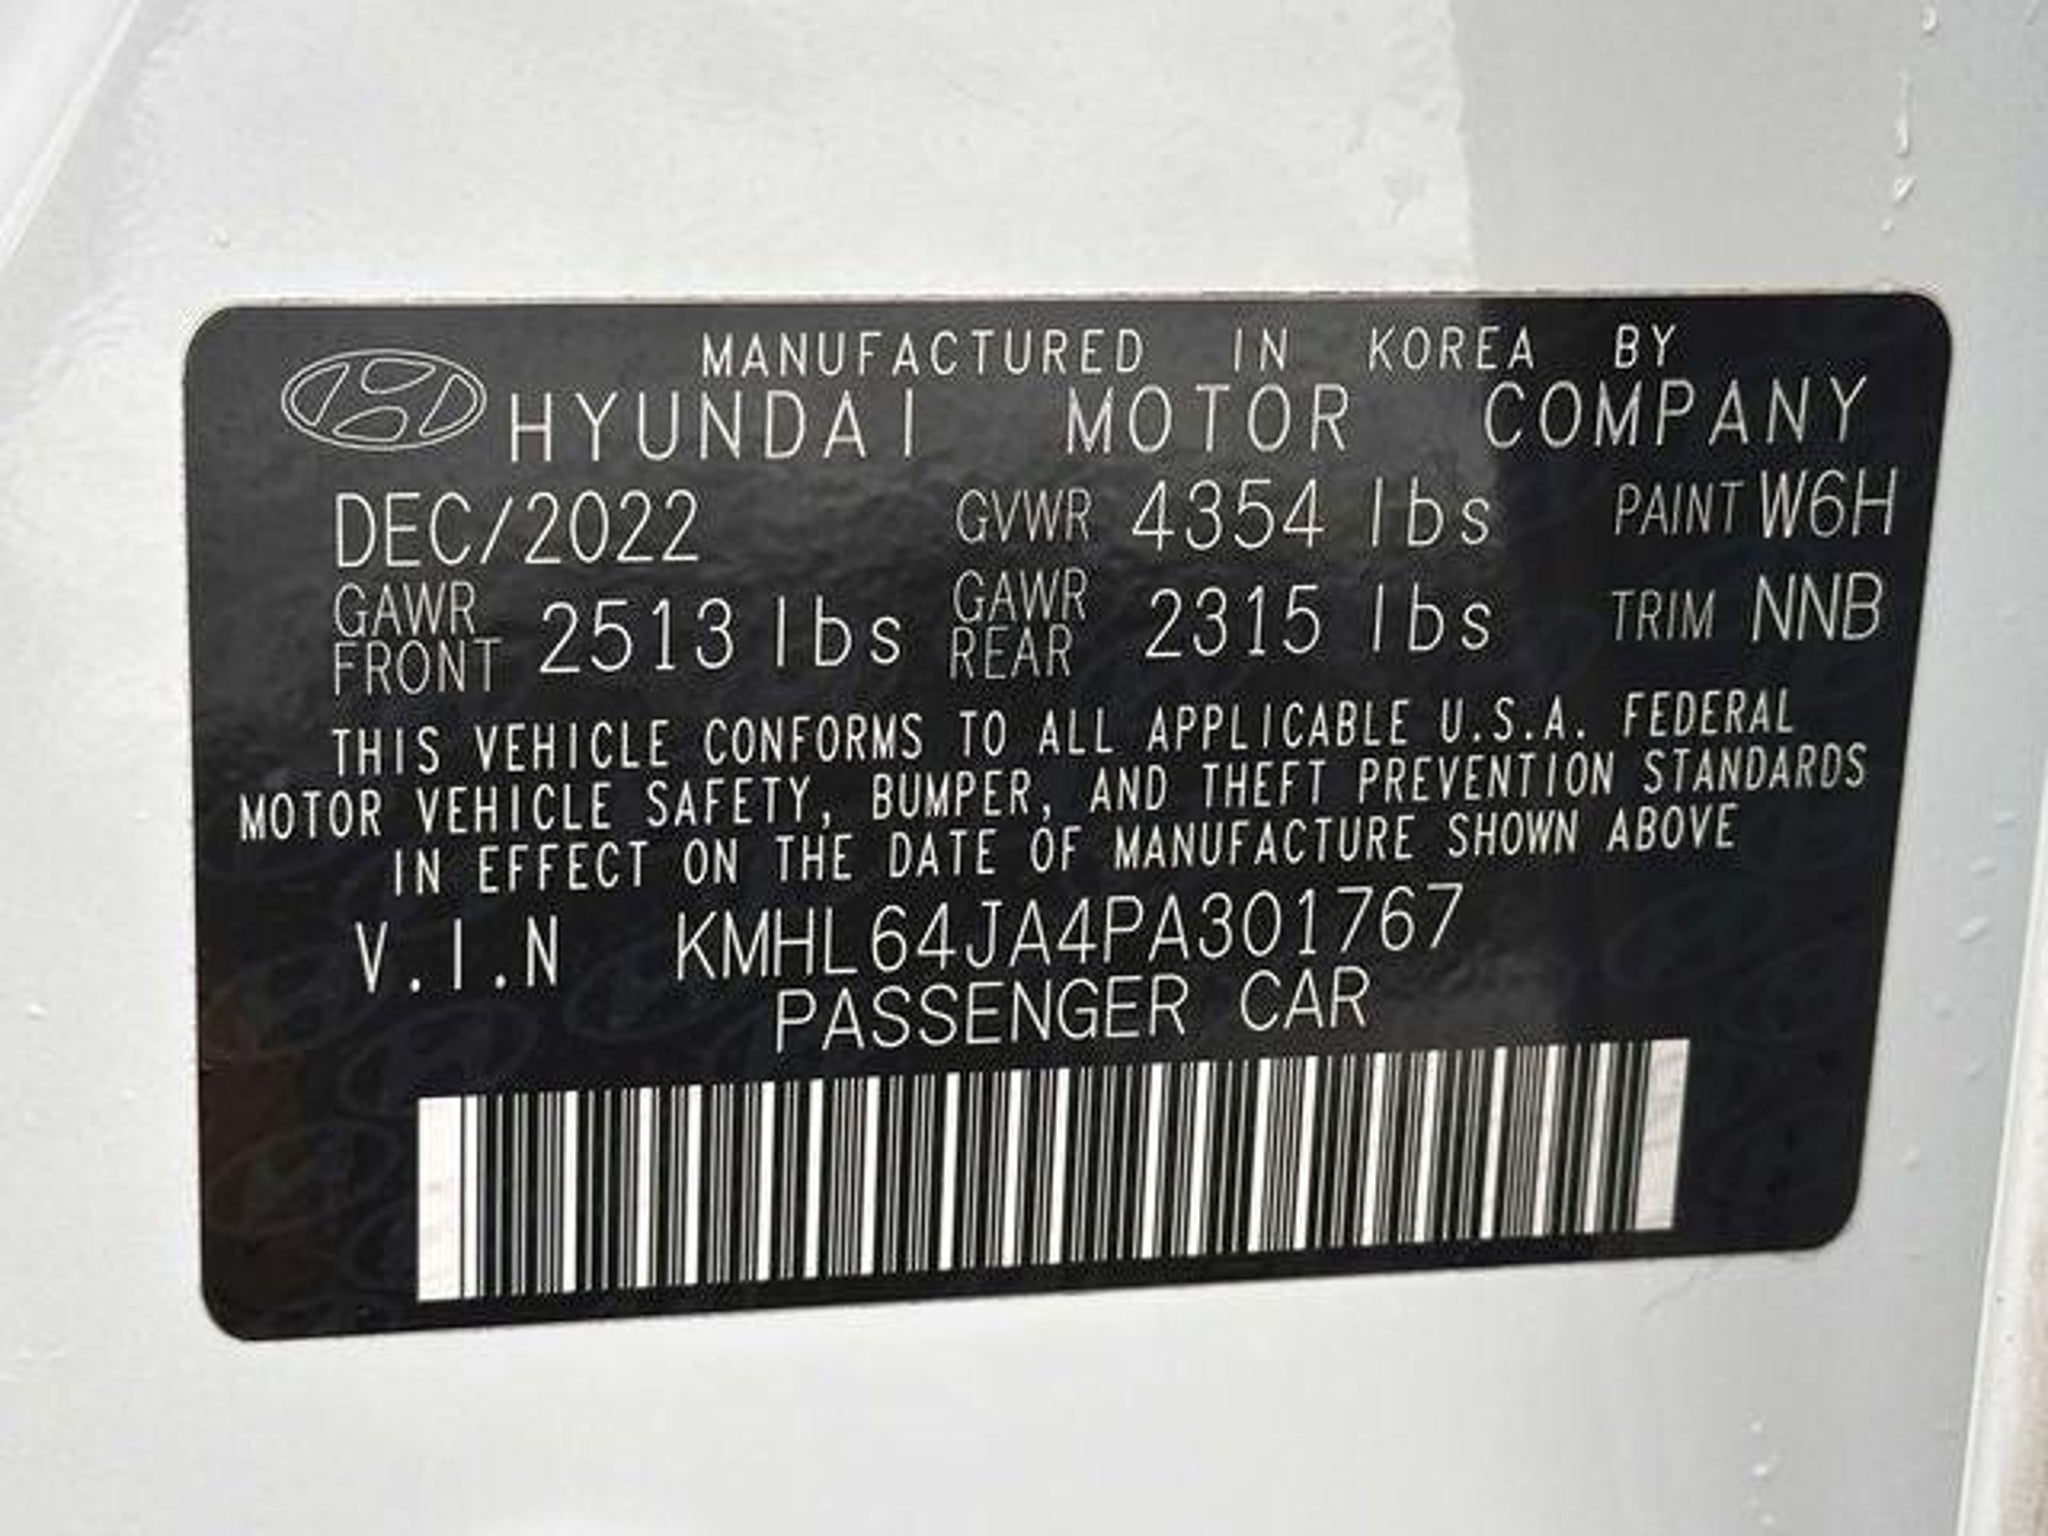 MANUFACTURED IN KOREA BY
HYUNDAI MOTOR COMPANY
DEC/2022 GVWR 4354 lbs PAINT W6H
GAWR FRONT 2513 lbs GAWR REAR 2315 lbs TRIM NNB
THIS VEHICLE CONFORMS TO ALL APPLICABLE U.S.A. FEDERAL
MOTOR VEHICLE SAFETY, BUMPER, AND THEFT PREVENTION STANDARDS
IN EFFECT ON THE DATE OF MANUFACTURE SHOWN ABOVE
V.I.N KMHL64JA4PA301767
PASSENGER CAR